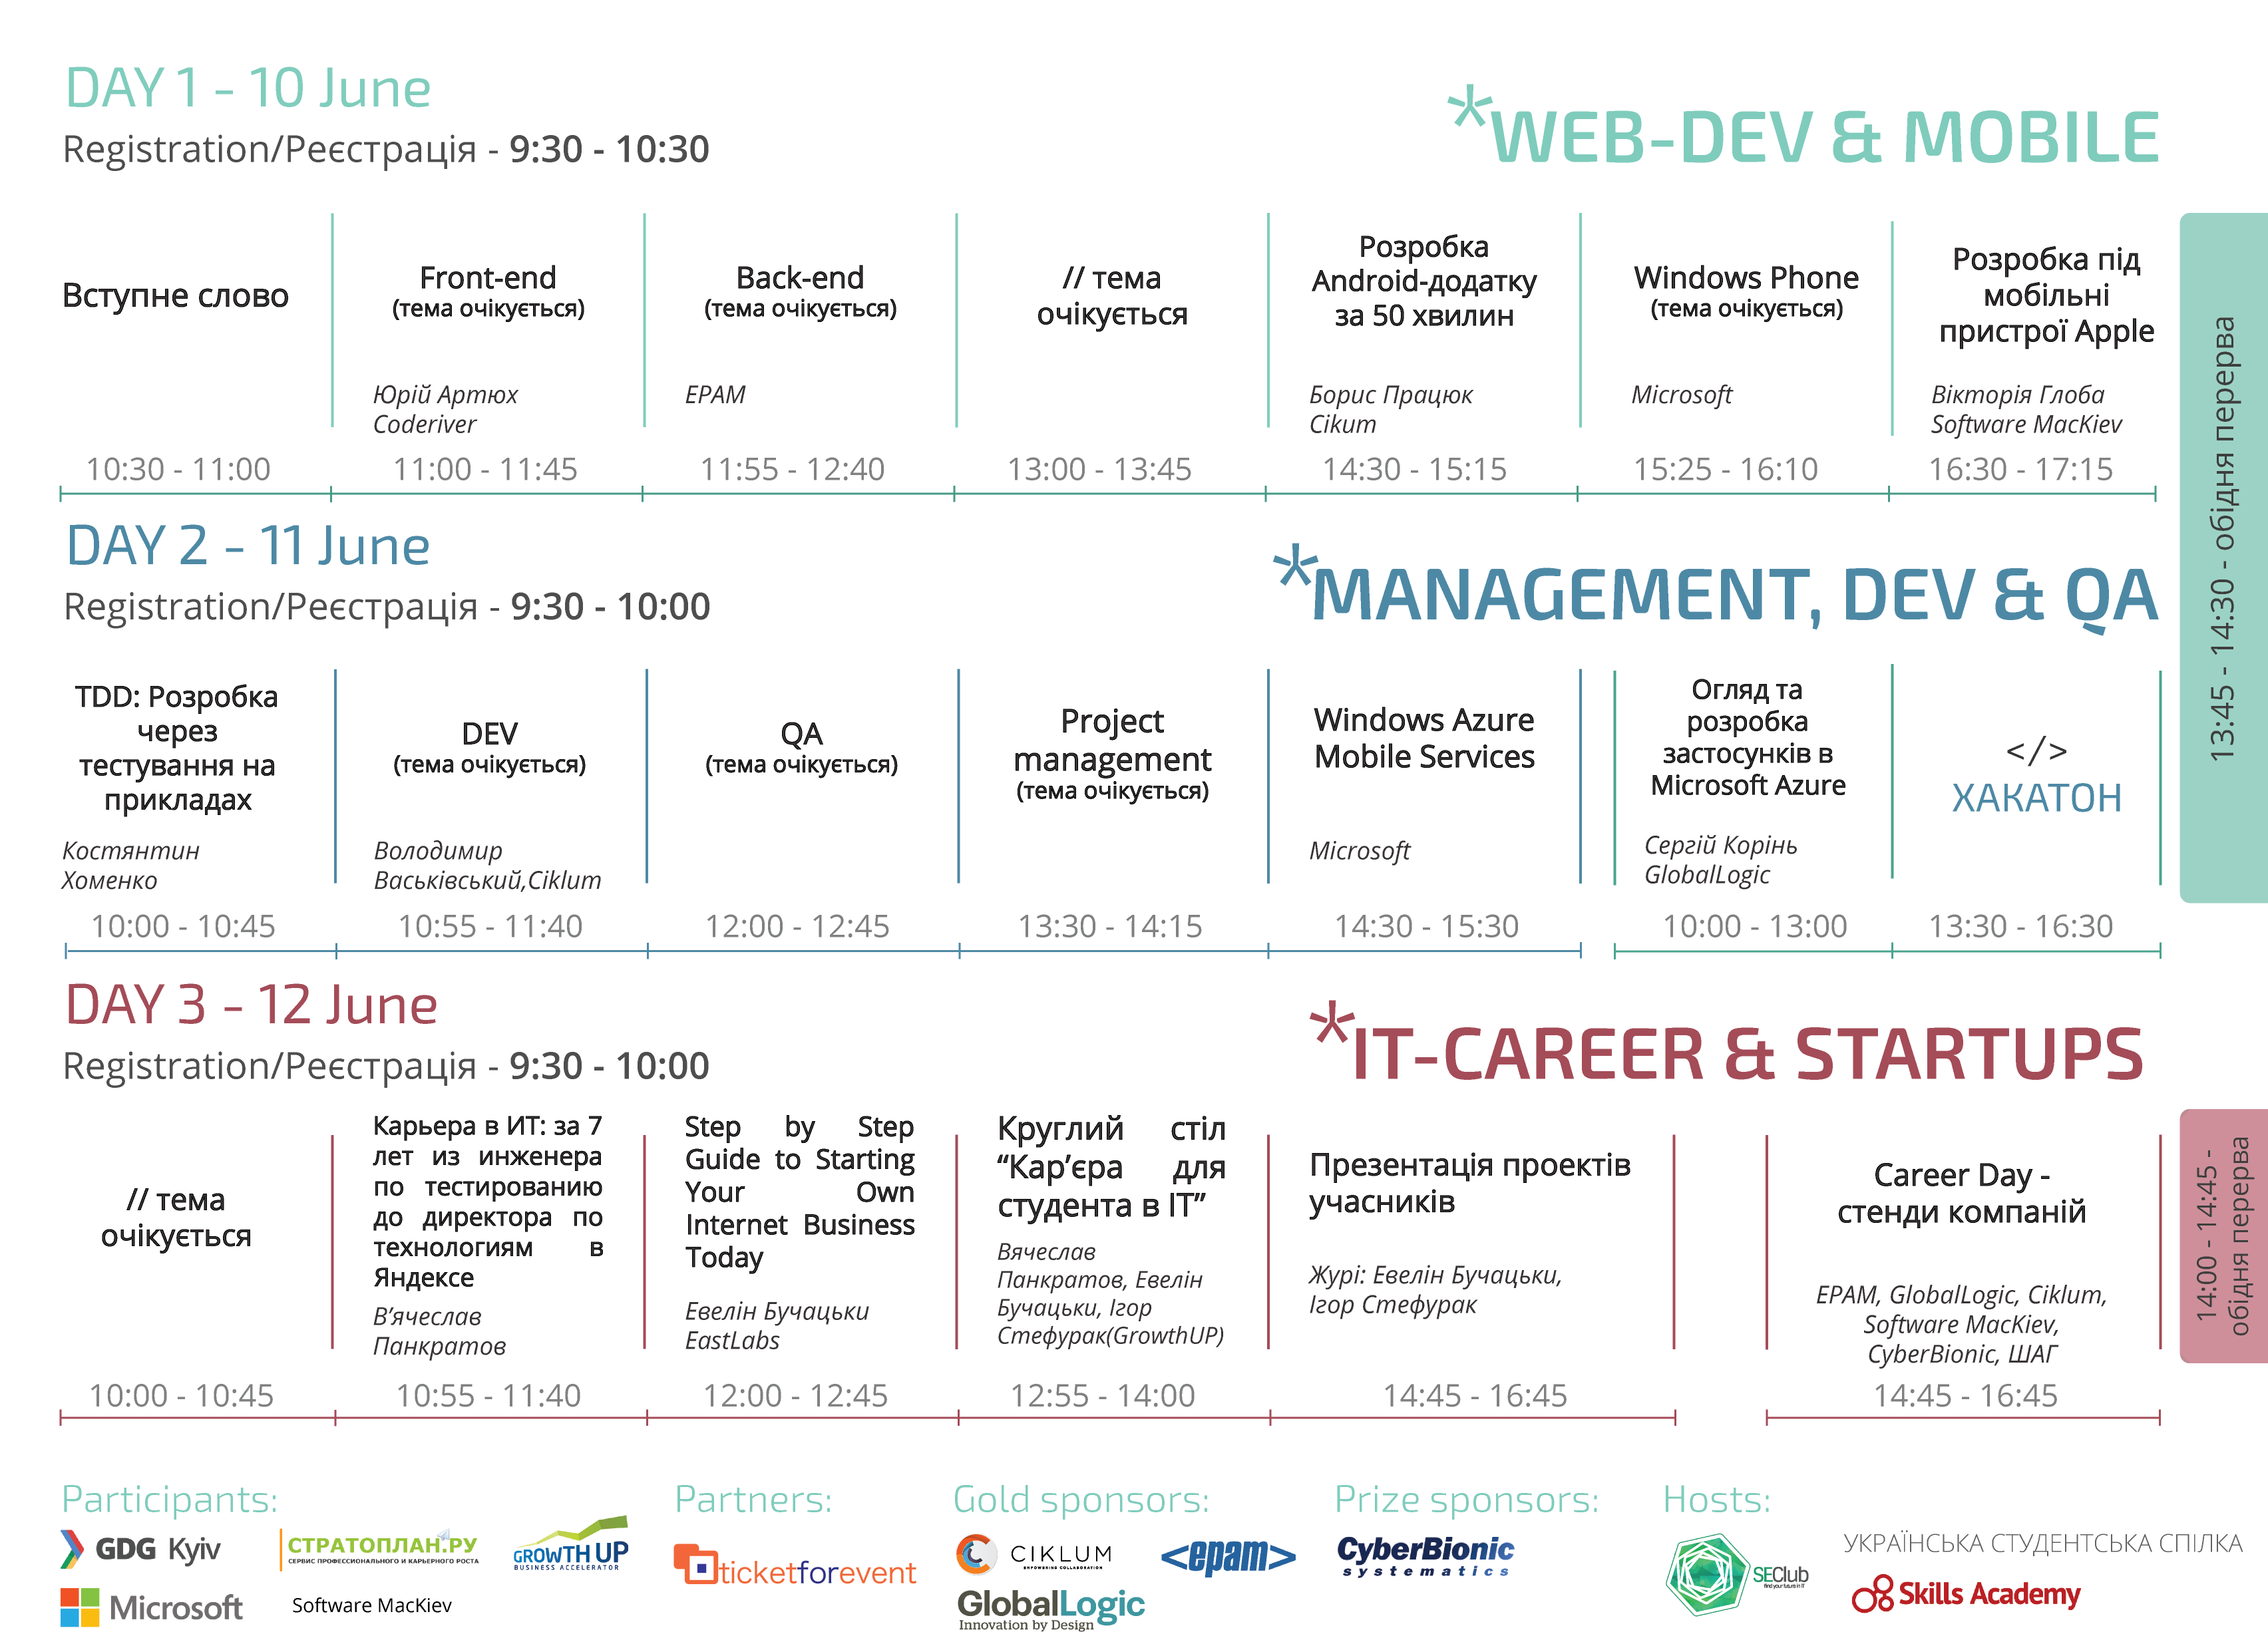 DAY 1 - 10 June
Registration/Реєстрація - 9:30 - 10:30
*WEB-DEV & MOBILE
Вступне слово
10:30 - 11:00
Front-end
(тема очікується)
Юрій Артюх
Coderiver
11:00 - 11:45
Back-end
(тема очікується)
EPAM
11:55 - 12:40
// тема
очікується
13:00 - 13:45
Розробка
Android-додатку
за 50 хвилин
Борис Працюк
Cikum
14:30 - 15:15
Windows Phone
(тема очікується)
Microsoft
15:25 - 16:10
Розробка під
мобільні
пристрої Apple
Вікторія Глоба
Software MacKiev
16:30 - 17:15
13:45 - 14:30 - обідня перерва
DAY 2 - 11 June
Registration/Реєстрація - 9:30 - 10:00
*MANAGEMENT, DEV & QA
TDD: Розробка
через
тестування на
прикладах
Костянтин
Хоменко
10:00 - 10:45
DEV
(тема очікується)
Володимир
Васьківський,Ciklum
10:55 - 11:40
QA
(тема очікується)
12:00 - 12:45
Project
management
(тема очікується)
13:30 - 14:15
Windows Azure
Mobile Services
Microsoft
14:30 - 15:30
Огляд та
розробка
застосунків в
Microsoft Azure
Сергій Корінь
GlobalLogic
10:00 - 13:00
</>
ХАКАТОН
13:30 - 16:30
DAY 3 - 12 June
Registration/Реєстрація - 9:30 - 10:00
*IT-CAREER & STARTUPS
// тема
очікується
10:00 - 10:45
Карьера в ИТ: за 7
лет из инженера
по тестированию
до директора по
технологиям в
Яндексе
В’ячеслав
Панкратов
10:55 - 11:40
Step by Step
Guide to Starting
Your Own
Internet Business
Today
Евелін Бучацьки
EastLabs
12:00 - 12:45
Круглий стіл
“Кар’єра для
студента в ІТ”
Вячеслав
Панкратов, Евелін
Бучацьки, Ігор
Стефурак(GrowthUP)
12:55 - 14:00
Презентація проектів
учасників
Журі: Евелін Бучацьки,
Ігор Стефурак
14:45 - 16:45
Career Day -
стенди компаній
EPAM, GlobalLogic, Ciklum,
Software MacKiev,
CyberBionic, ШАГ
14:45 - 16:45
14:00 - 14:45 -
обідня перерва
Participants:
GDG Kyiv
СТРАТОПЛАН.РУ
СЕРВИС ПРОФЕССИОНАЛЬНОГО И КАРЬЕРНОГО РОСТА
GROWTH UP
BUSINESS ACCELERATOR
Microsoft
Software MacKiev
Partners:
ticketforevent
Gold sponsors:
CIKLUM
EMPOWERING COLLABORATION
<epam>
GlobalLogic
Innovation by Design
Prize sponsors:
CyberBionic
systematics
Hosts:
SEClub
find your future in IT
УКРАЇНСЬКА СТУДЕНТСЬКА СПІЛКА
Skills Academy